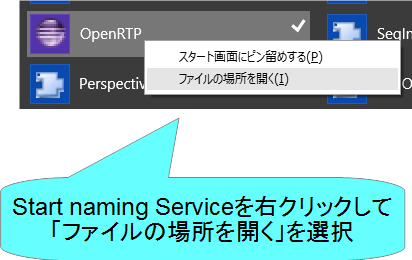 OpenRTP
SeqIn
スタート画面にピン留めする(P)
Perspectiv
ファイルの場所を開く(I)
O
Start naming Serviceを右クリックして
「ファイルの場所を開く」を選択